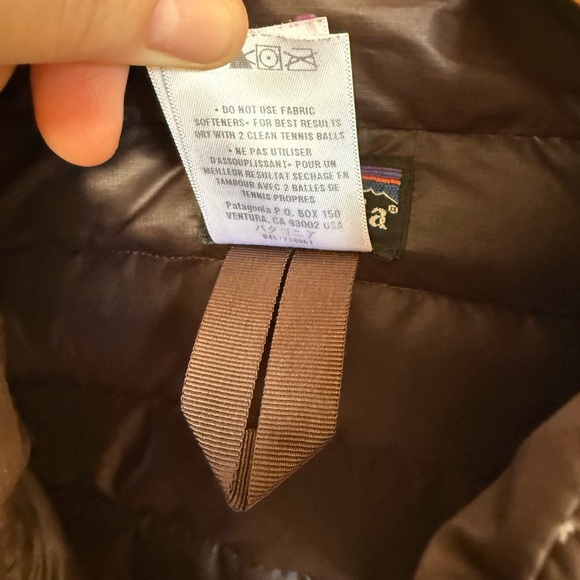 • DO NOT USE FABRIC
SOFTENERS• FOR BEST RESULTS
DRY WITH 2 CLEAN TENNIS BALLS
• NE PAS UTILISER
D'ASSOUPLISSANT• POUR UN
MEILLEUR RESULTAT SECHAGE EN
TAMBOUR AVEC 2 BALLES DE
TENNIS PROPRES
Patagonia P.O. BOX 150
VENTURA, CA 93002 USA
パタゴニア
a®